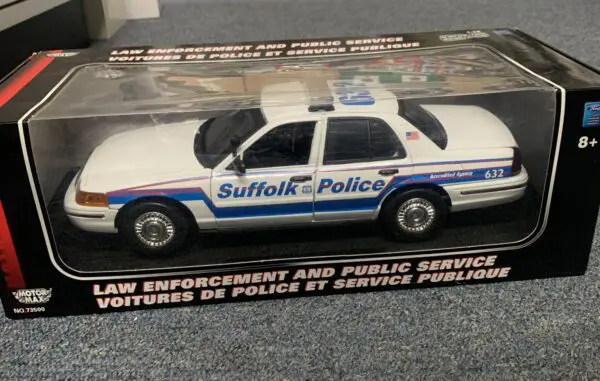 LAW ENFORCEMENT AND PUBLIC SERVICE
VOITURES DE POLICE ET SERVICE PUBLIQUE
632
8+
Suffolk Police
Accredited Agency 632
LAW ENFORCEMENT AND PUBLIC SERVICE
VOITURES DE POLICE ET SERVICE PUBLIQUE
MOTOR
MAX
NO.73500